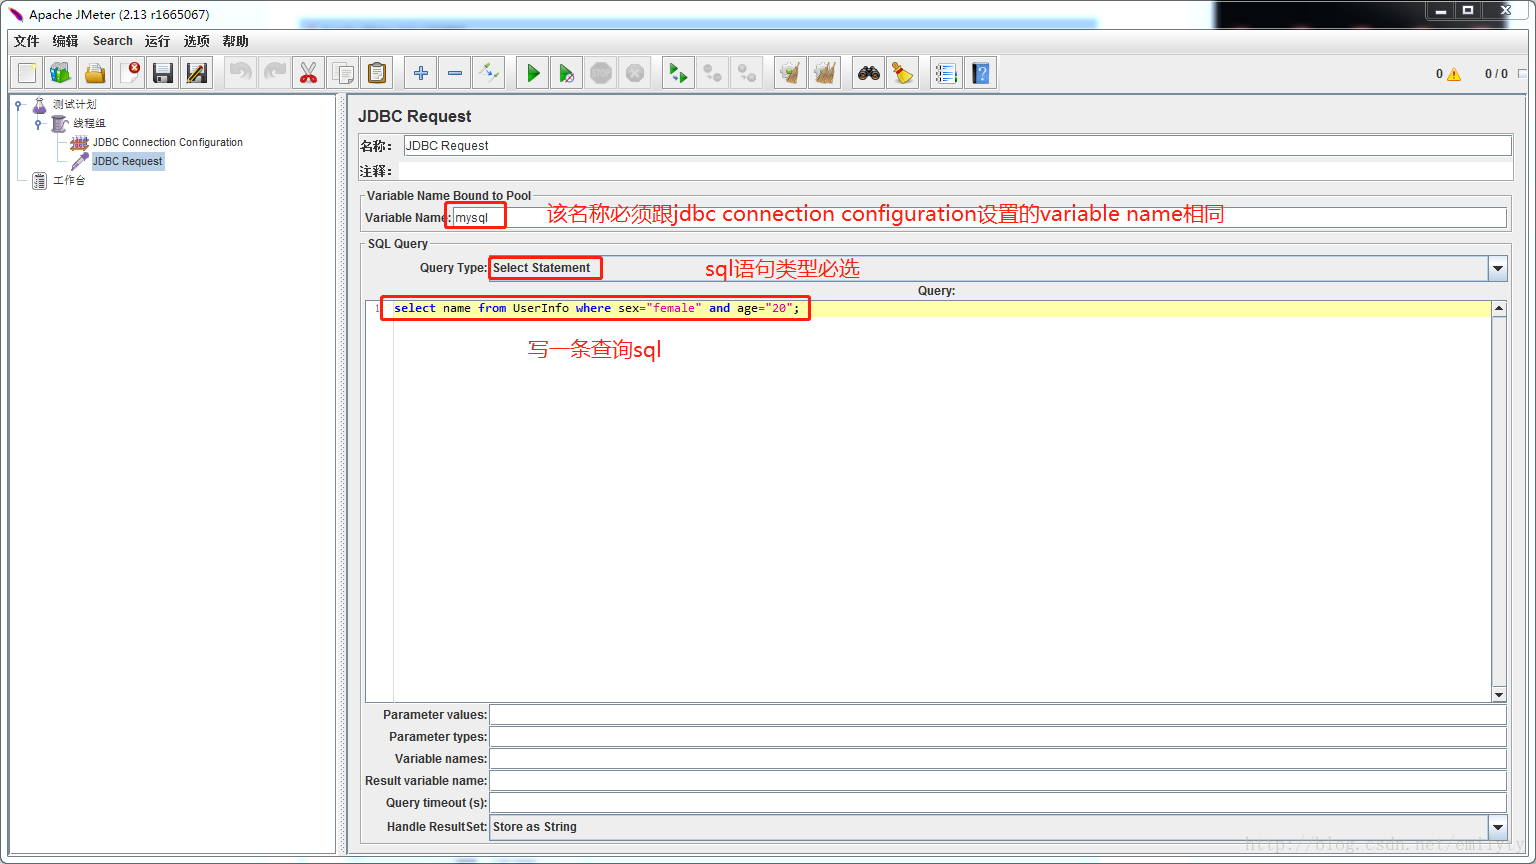 Apache JMeter (2.13 r1665067)
文件 编辑 Search 运行 选项 帮助
0 0 / 0
测试计划
线程组
JDBC Connection Configuration
JDBC Request
工作台
JDBC Request
名称： JDBC Request
注释：
Variable Name Bound to Pool
Variable Name: mysql 该名称必须跟jdbc connection configuration设置的variable name相同
SQL Query
Query Type: Select Statement sql语句类型必选
Query:
1 select name from UserInfo where sex="female" and age="20";
写一条查询sql
Parameter values:
Parameter types:
Variable names:
Result variable name:
Query timeout (s):
Handle ResultSet: Store as String
http://blog.csdn.net/emilyty